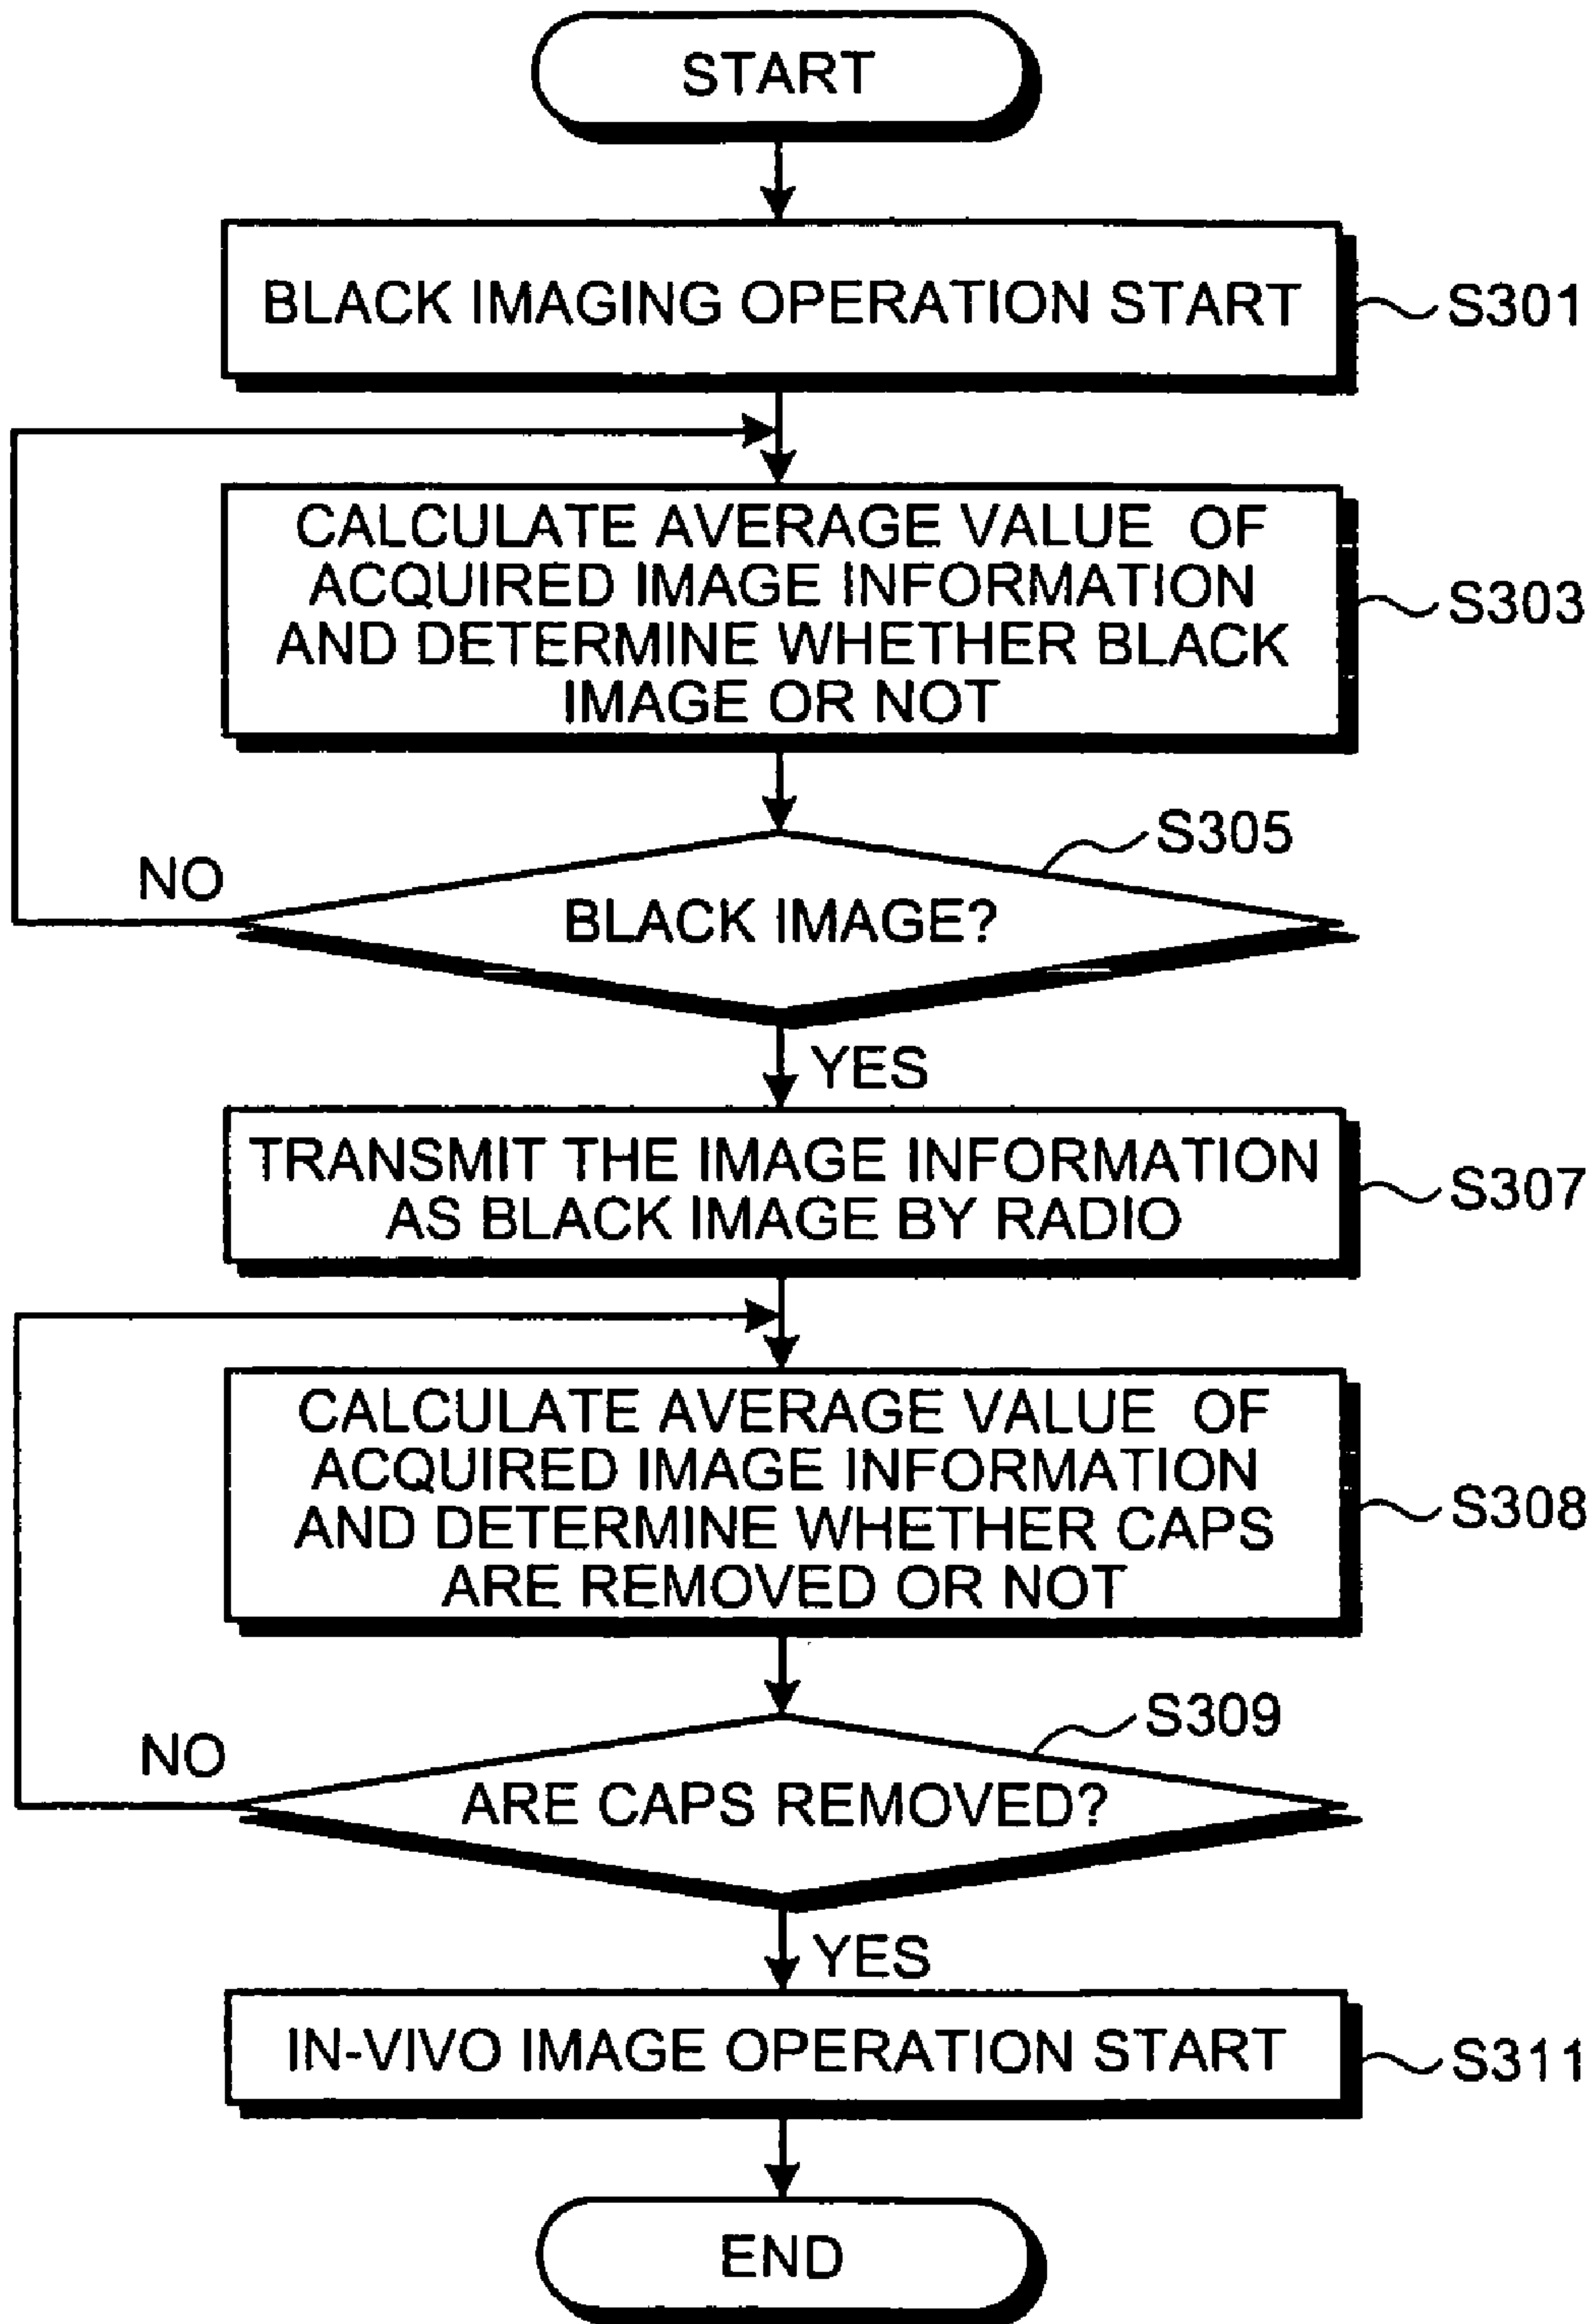 START
BLACK IMAGING OPERATION START
S301
CALCULATE AVERAGE VALUE OF
ACQUIRED IMAGE INFORMATION
AND DETERMINE WHETHER BLACK
IMAGE OR NOT
S303
S305
NO
BLACK IMAGE?
YES
TRANSMIT THE IMAGE INFORMATION
AS BLACK IMAGE BY RADIO
S307
CALCULATE AVERAGE VALUE OF
ACQUIRED IMAGE INFORMATION
AND DETERMINE WHETHER CAPS
ARE REMOVED OR NOT
S308
S309
NO
ARE CAPS REMOVED?
YES
IN-VIVO IMAGE OPERATION START
S311
END